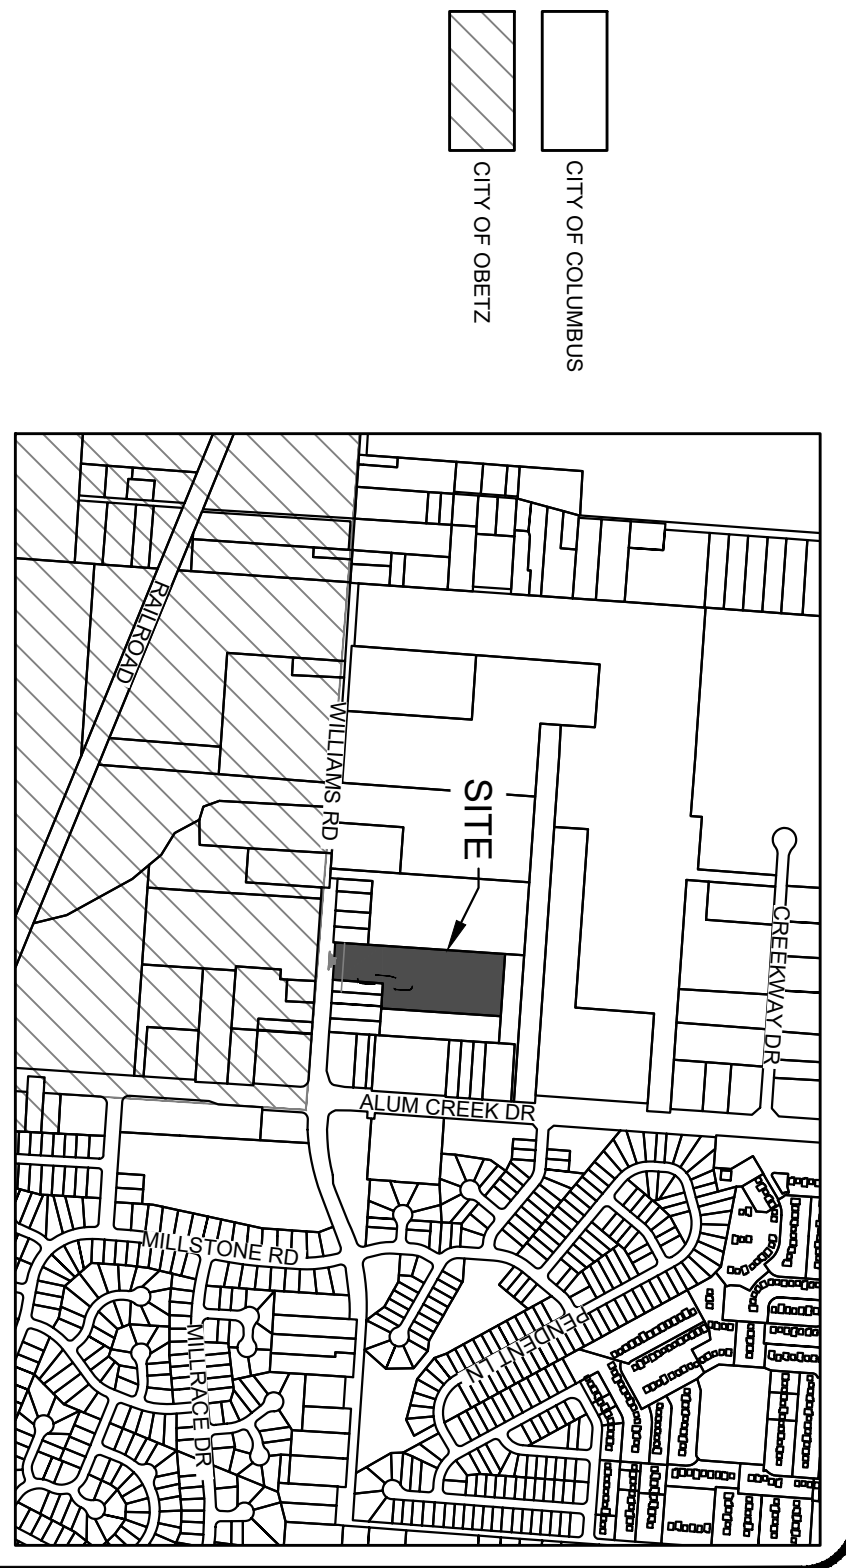 CITY OF COLUMBUS
CITY OF OBETZ
RAILROAD
WILLIAMS RD
SITE
CREEKWAY DR
ALUM CREEK DR
MILLSTONE RD
PENDENT LN
MILLRACE DR